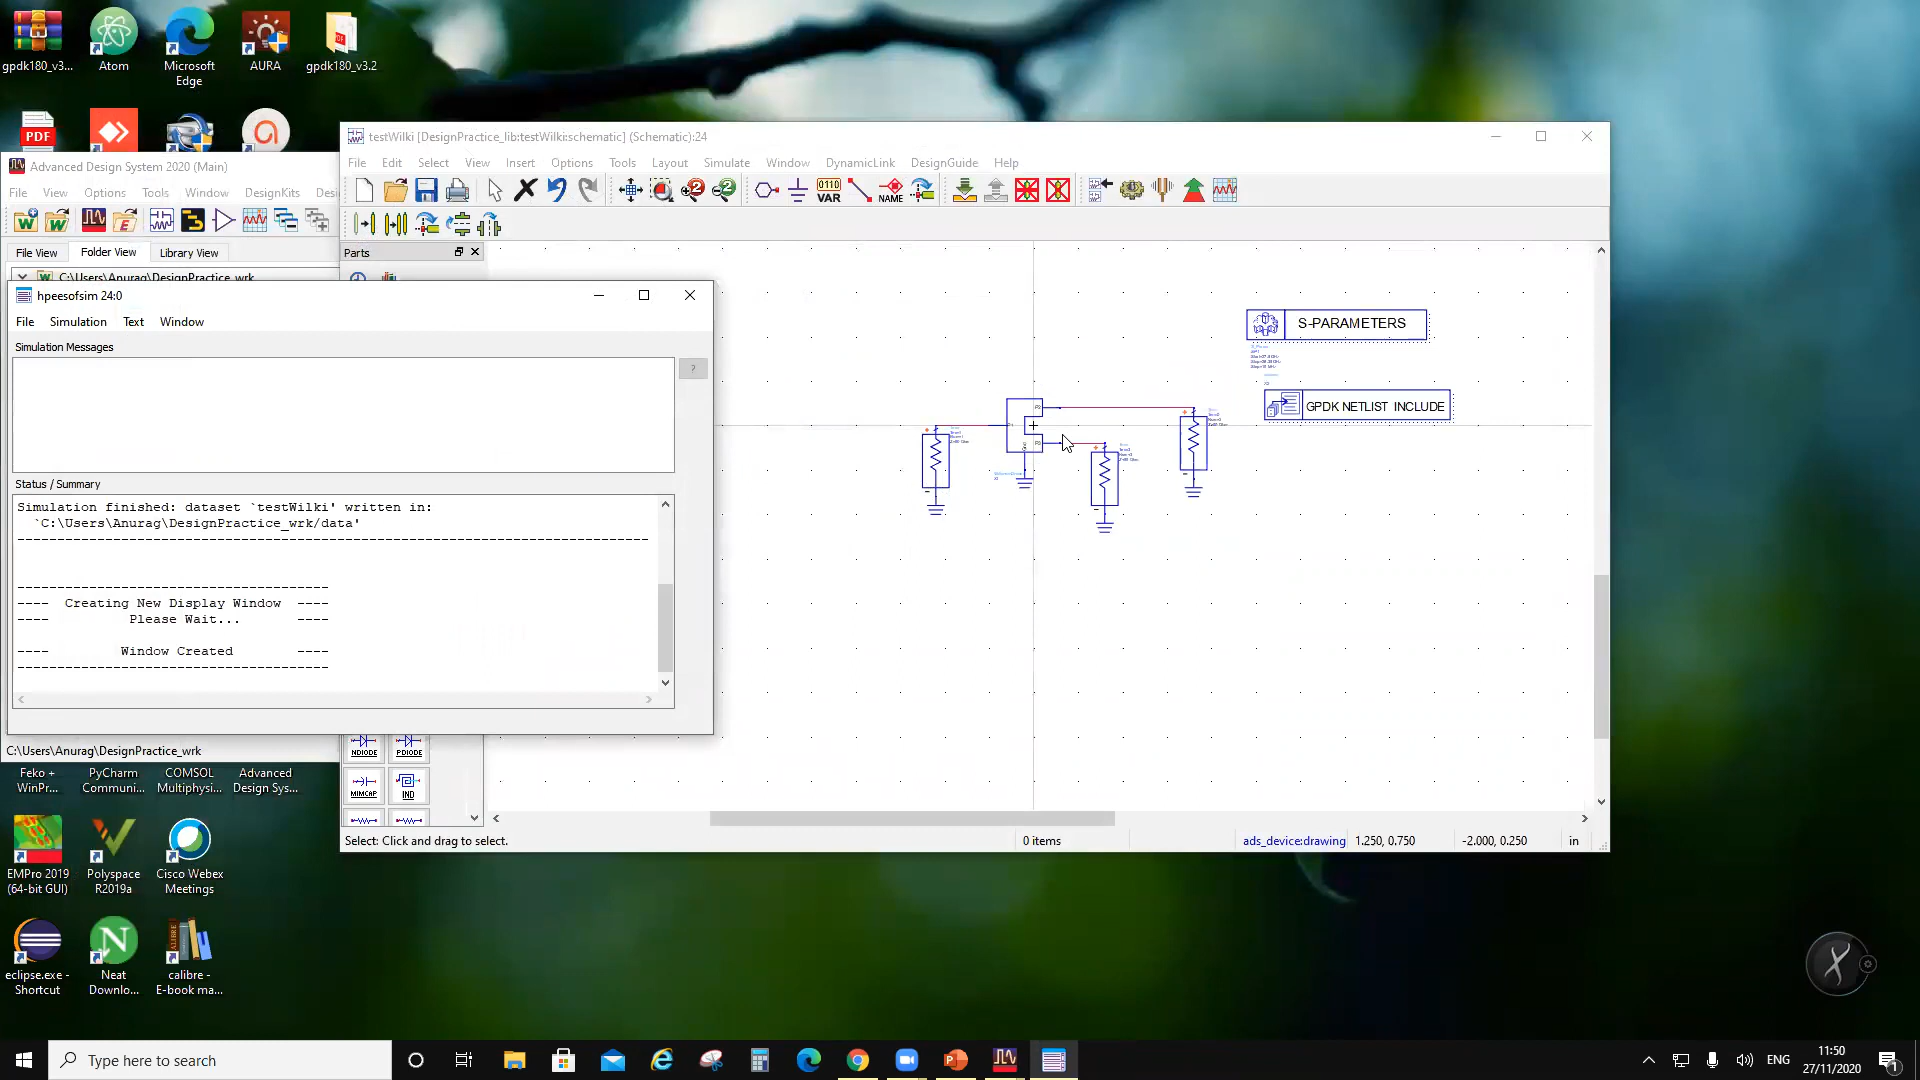 gpdk180_v3...
Atom
Microsoft
Edge
AURA
gpdk180_v3.2
PDF
PDF
testWilki [DesignPractice_lib:testWilki:schematic] (Schematic):24
File Edit Select View Insert Options Tools Layout Simulate Window DynamicLink DesignGuide Help
0110
VAR
NAME
Advanced Design System 2020 (Main)
File View Options Tools Window DesignKits
File View Folder View Library View
C:\Users\Anurag\DesignPractice_wrk
Parts
hpeesofsim 24:0
File Simulation Text Window
Simulation Messages
?
Status / Summary
Simulation finished: dataset `testWilki' written in:
`C:\Users\Anurag\DesignPractice_wrk/data'
---- Creating New Display Window ----
---- Please Wait... ----
---- Window Created ----
S-PARAMETERS
GPDK NETLIST INCLUDE
NDIODE PDIODE
MIMCAP IND
C:\Users\Anurag\DesignPractice_wrk
Select: Click and drag to select.
0 items
ads_device:drawing 1.250, 0.750 -2.000, 0.250 in
Feko +
WinPr...
PyCharm
Communi...
COMSOL
Multiphysi...
Advanced
Design Sys...
EMPro 2019
(64-bit GUI)
Polyspace
R2019a
Cisco Webex
Meetings
eclipse.exe -
Shortcut
Neat
Downlo...
calibre -
E-book ma...
Type here to search
ENG
11:50
27/11/2020
1